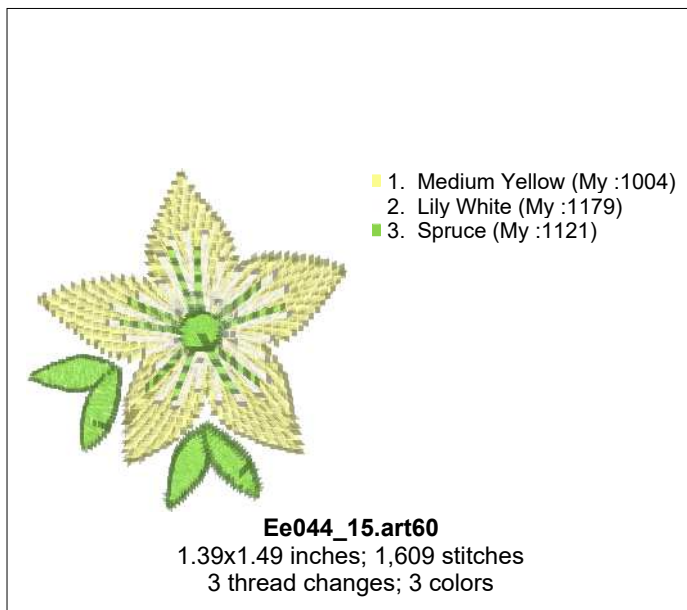 1. Medium Yellow (My :1004)
2. Lily White (My :1179)
3. Spruce (My :1121)
Ee044_15.art60
1.39x1.49 inches; 1,609 stitches
3 thread changes; 3 colors